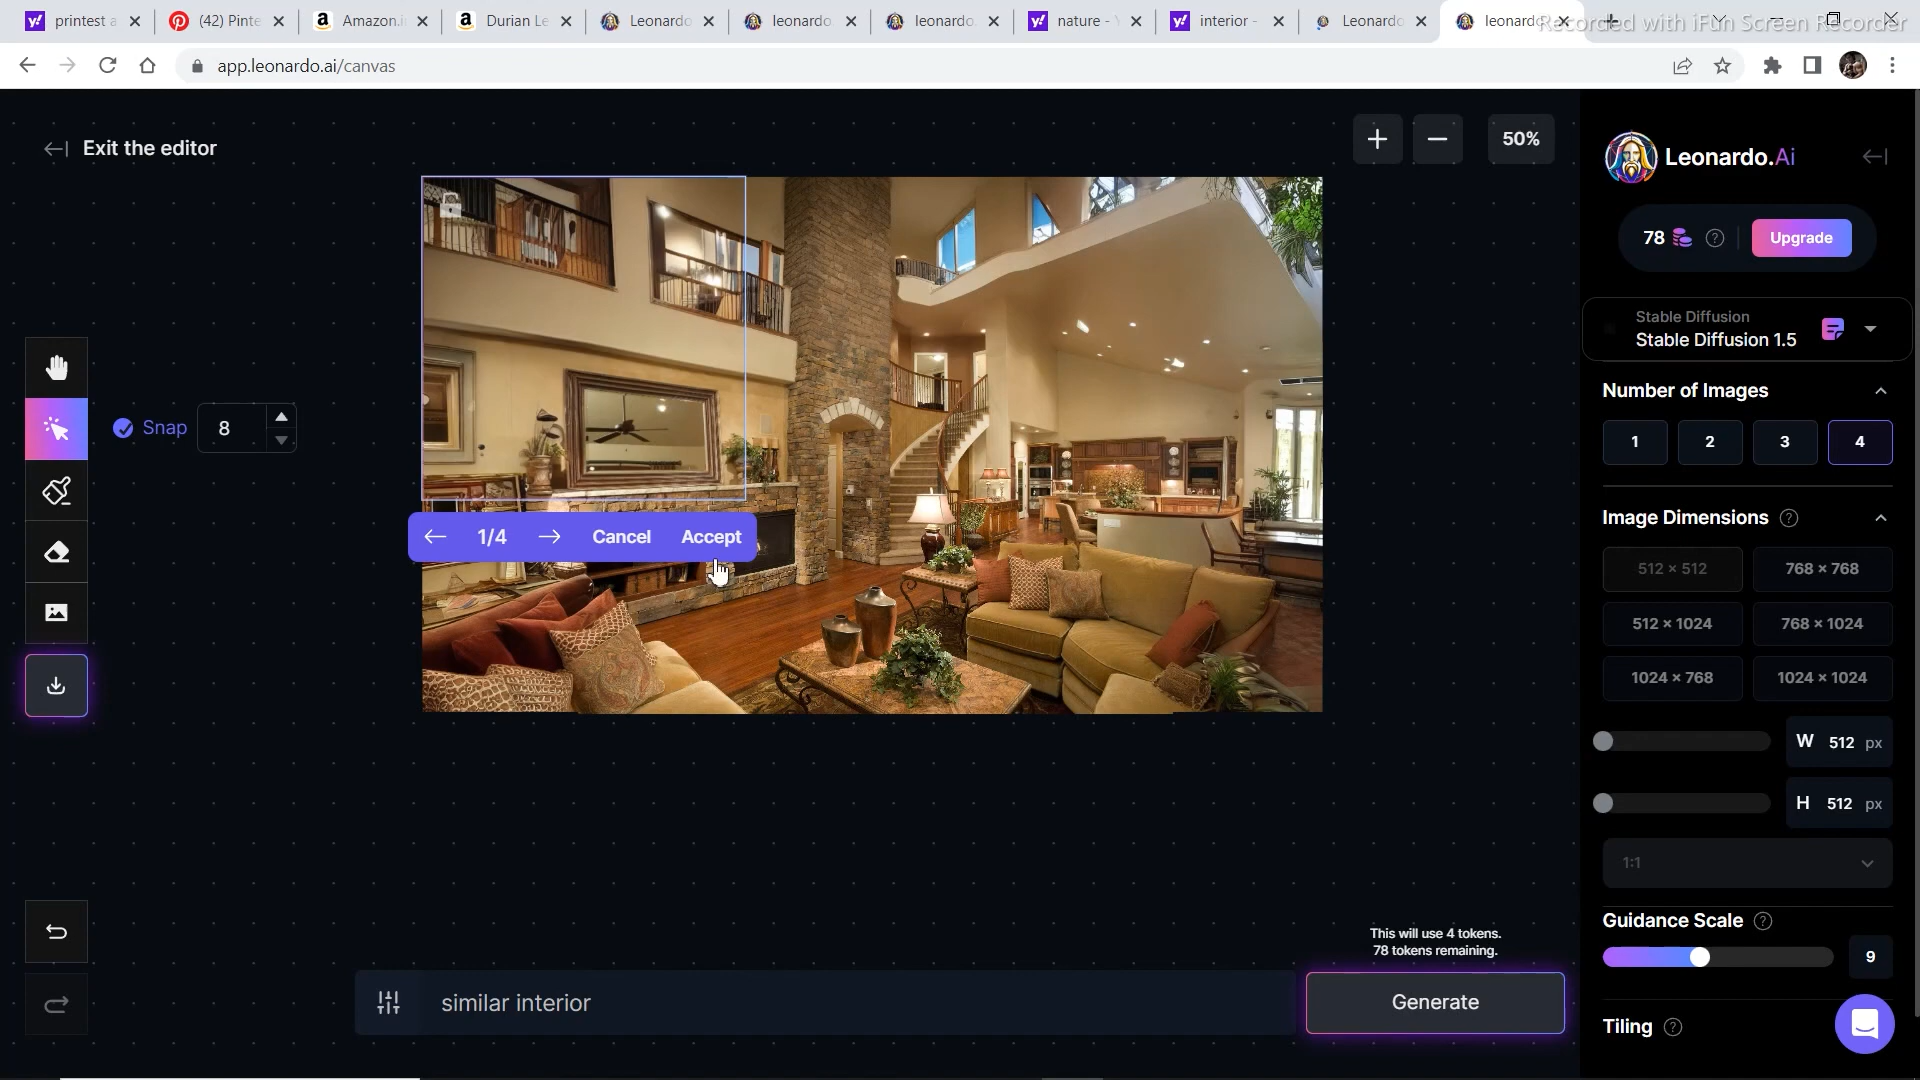 printest a
(42) Pinte
Amazon.i
Durian Le
Leonardo
leonardo
leonardo.
nature - Y
interior -
Leonardo
leonardo
Recorded with iFun Screen Recorder
app.leonardo.ai/canvas
Exit the editor
50%
Leonardo.Ai
78
Upgrade
Stable Diffusion
Stable Diffusion 1.5
Number of Images
1 2 3 4
Snap 8
Image Dimensions
512 × 512 768 × 768
512 × 1024 768 × 1024
1024 × 768 1024 × 1024
1/4 Cancel Accept
W 512 px
H 512 px
1:1
Guidance Scale
9
This will use 4 tokens.
78 tokens remaining.
similar interior
Generate
Tiling